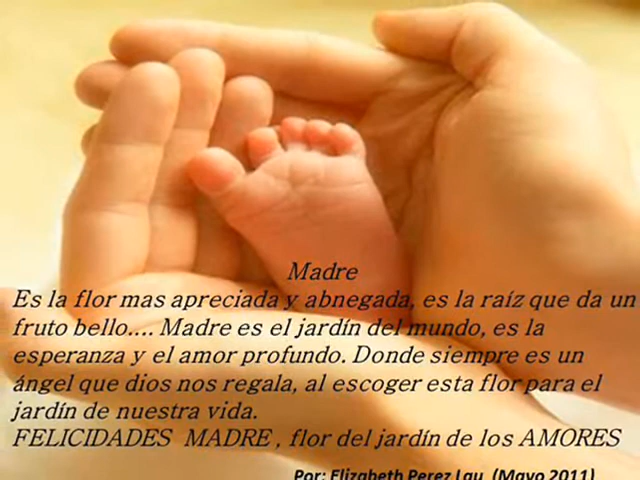 Madre
Es la flor mas apreciada y abnegada, es la raíz que da un
fruto bello.... Madre es el jardín del mundo, es la
esperanza y el amor profundo. Donde siempre es un
ángel que dios nos regala, al escoger esta flor para el
jardín de nuestra vida.
FELICIDADES MADRE , flor del jardín de los AMORES
Por: Elizabeth Perez Lau (Mayo 2011)